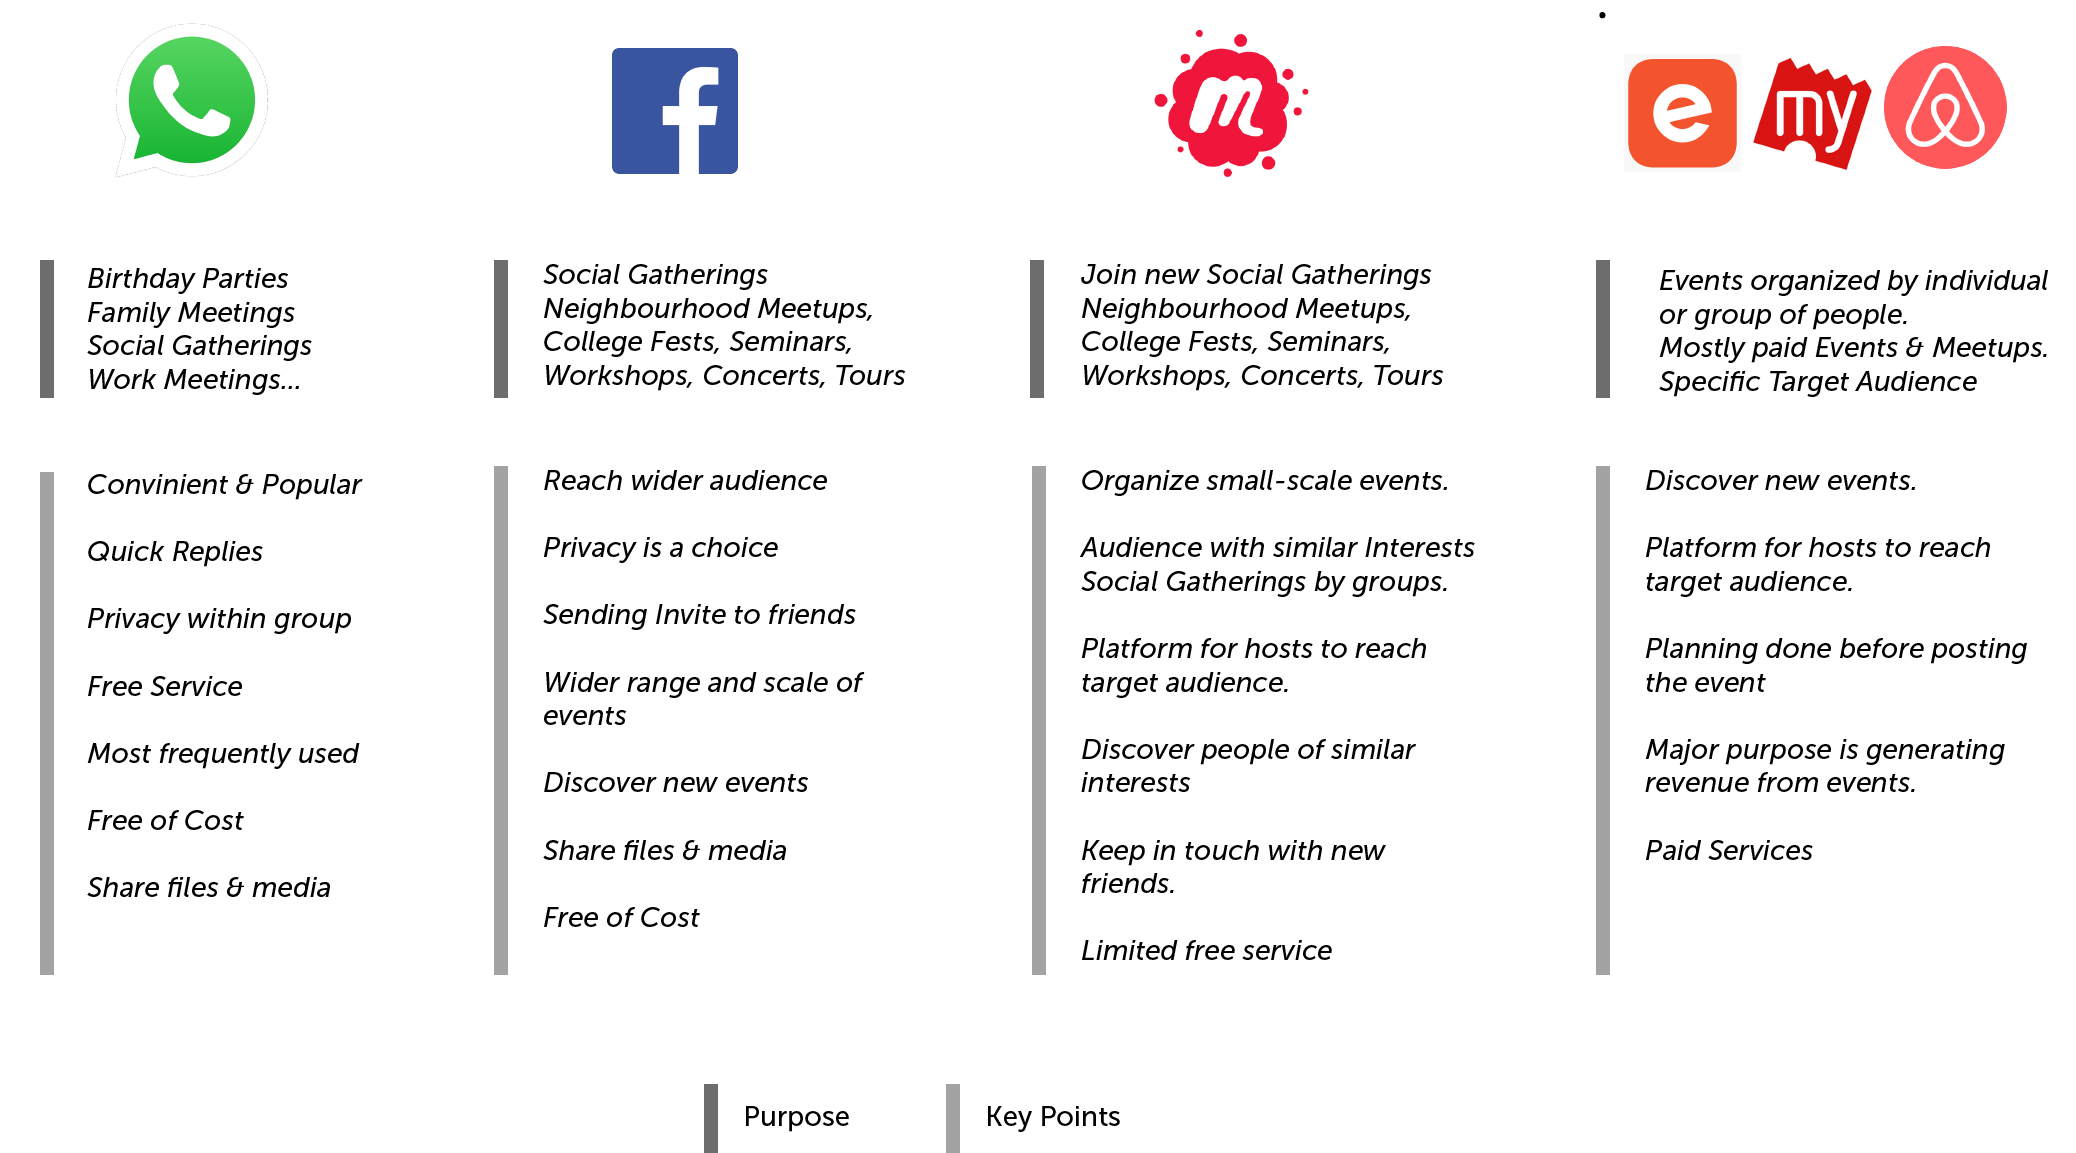 e
my
Birthday Parties
Family Meetings
Social Gatherings
Work Meetings...
Social Gatherings
Neighbourhood Meetups,
College Fests, Seminars,
Workshops, Concerts, Tours
Join new Social Gatherings
Neighbourhood Meetups,
College Fests, Seminars,
Workshops, Concerts, Tours
Events organized by individual
or group of people.
Mostly paid Events & Meetups.
Specific Target Audience
Convinient & Popular
Quick Replies
Privacy within group
Free Service
Most frequently used
Free of Cost
Share files & media
Reach wider audience
Privacy is a choice
Sending Invite to friends
Wider range and scale of
events
Discover new events
Share files & media
Free of Cost
Organize small-scale events.
Audience with similar Interests
Social Gatherings by groups.
Platform for hosts to reach
target audience.
Discover people of similar
interests
Keep in touch with new
friends.
Limited free service
Discover new events.
Platform for hosts to reach
target audience.
Planning done before posting
the event
Major purpose is generating
revenue from events.
Paid Services
Purpose
Key Points